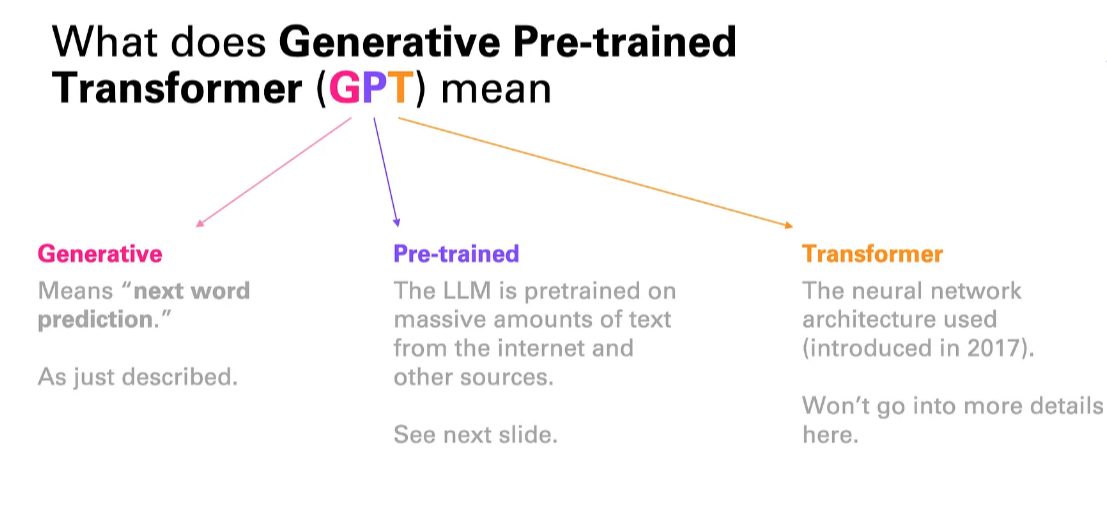 What does Generative Pre-trained
Transformer (GPT) mean
Generative
Means “next word
prediction.”
As just described.
Pre-trained
The LLM is pretrained on
massive amounts of text
from the internet and
other sources.
See next slide.
Transformer
The neural network
architecture used
(introduced in 2017).
Won’t go into more details
here.